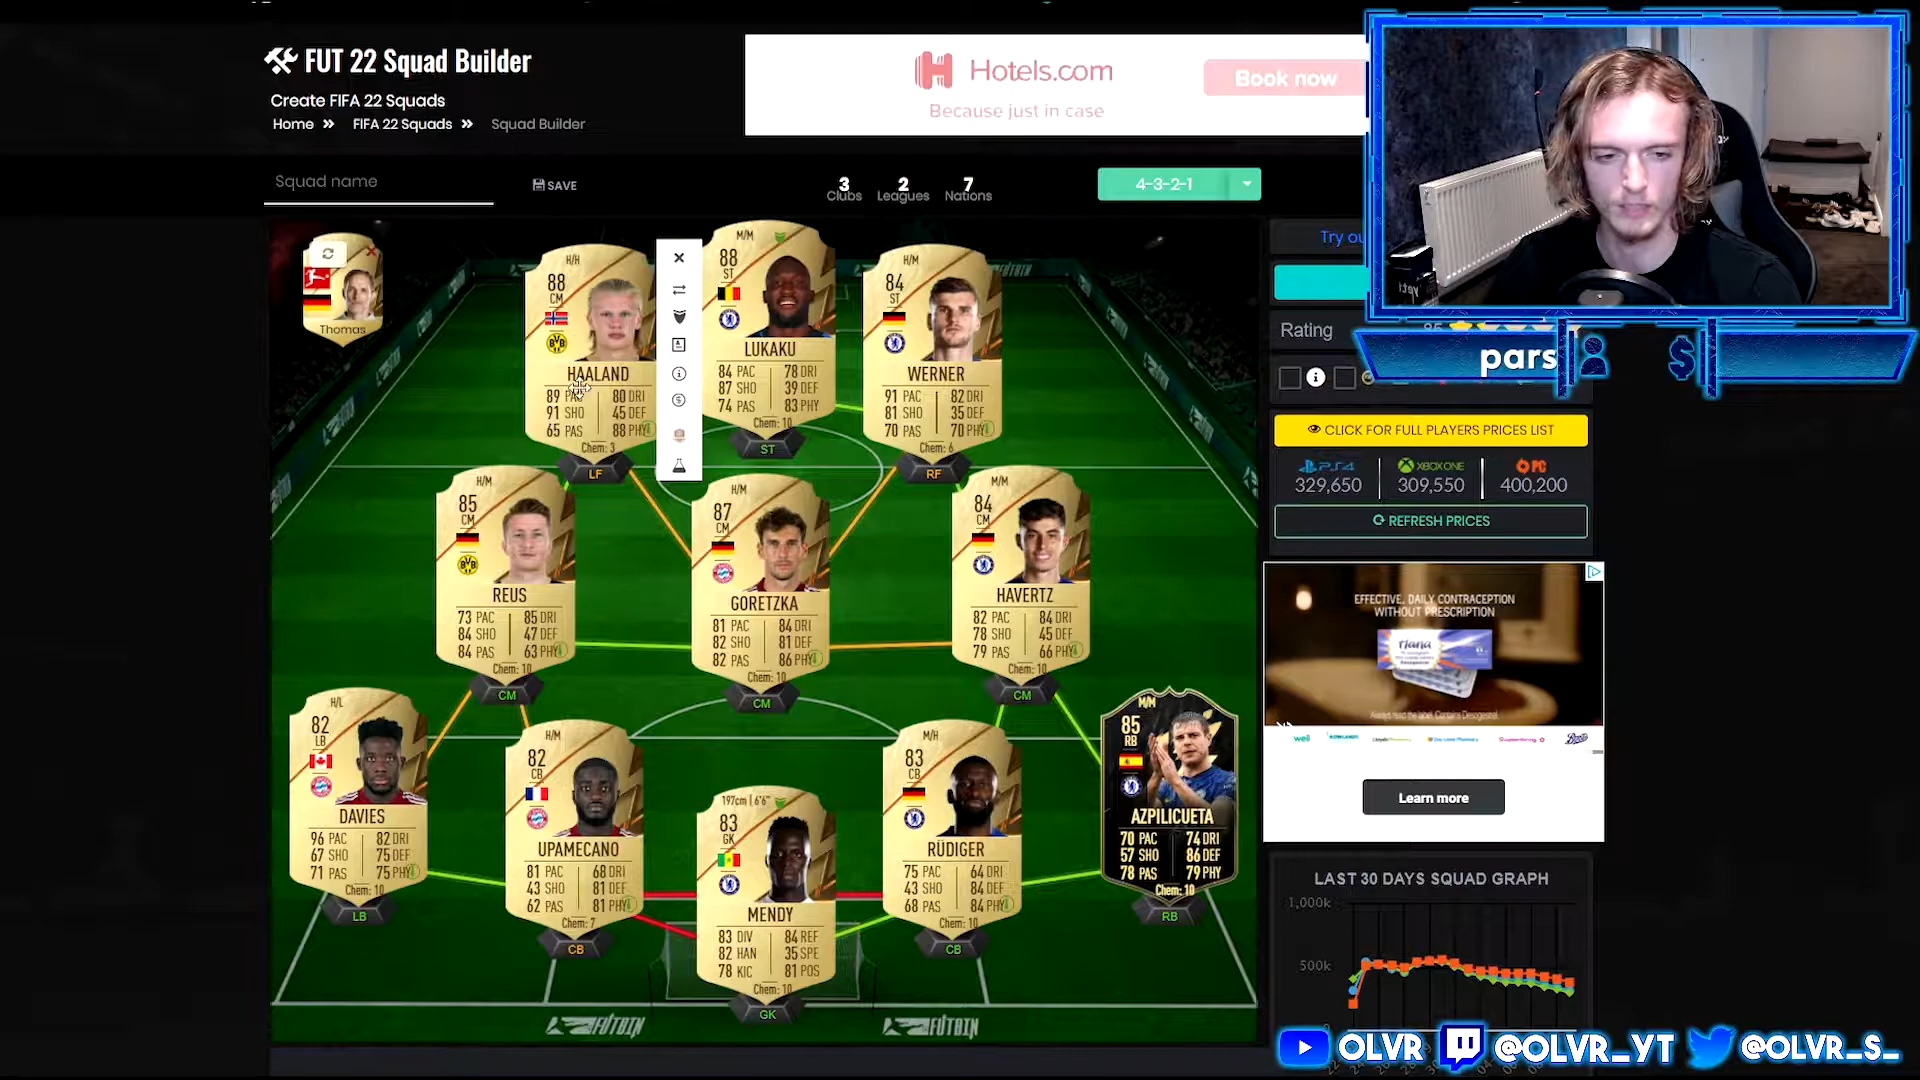 FUT 22 Squad Builder
Create FIFA 22 Squads
Home » FIFA 22 Squads » Squad Builder
Hotels.com
Because just in case
Book now
Squad name
SAVE
3 Clubs
2 Leagues
7 Nations
4-3-2-1
Thomas
H/H
88
CM
HAALAND
89 PAC 80 DRI
91 SHO 45 DEF
65 PAS 88 PHY
Chem: 3
LF
M/M
88
ST
LUKAKU
84 PAC 78 DRI
87 SHO 39 DEF
74 PAS 83 PHY
Chem: 10
ST
H/M
84
ST
WERNER
91 PAC 82 DRI
81 SHO 35 DEF
70 PAS 70 PHY
Chem: 6
RF
H/M
85
CM
REUS
73 PAC 85 DRI
84 SHO 47 DEF
84 PAS 63 PHY
Chem: 10
CM
H/M
87
CM
GORETZKA
81 PAC 84 DRI
82 SHO 81 DEF
82 PAS 86 PHY
Chem: 10
CM
M/M
84
CM
HAVERTZ
82 PAC 84 DRI
78 SHO 45 DEF
79 PAS 66 PHY
Chem: 10
CM
H/L
82
LB
DAVIES
96 PAC 82 DRI
67 SHO 75 DEF
71 PAS 75 PHY
Chem: 10
LB
H/M
82
CB
UPAMECANO
81 PAC 68 DRI
43 SHO 81 DEF
62 PAS 81 PHY
Chem: 7
CB
197cm | 6'6"
83
GK
MENDY
83 DIV 84 REF
82 HAN 35 SPE
78 KIC 81 POS
Chem: 10
GK
M/H
83
CB
RÜDIGER
75 PAC 64 DRI
43 SHO 84 DEF
68 PAS 84 PHY
Chem: 10
CB
M/M
85
RB
AZPILICUETA
70 PAC 74 DRI
57 SHO 86 DEF
78 PAS 79 PHY
Chem: 10
RB
FUTBIN
FUTBIN
pars
Try ou
Rating 85
CLICK FOR FULL PLAYERS PRICES LIST
PS4 XBOX ONE PC
329,650 309,550 400,200
REFRESH PRICES
EFFECTIVE, DAILY CONTRACEPTION
WITHOUT PRESCRIPTION
Hana
well
Boots
Learn more
LAST 30 DAYS SQUAD GRAPH
1,000k
500k
OLVR @OLVR_YT @OLVR_S_